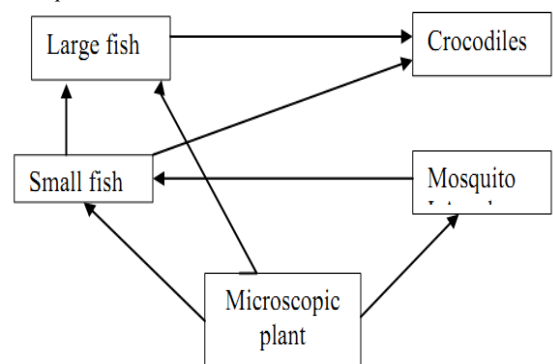 Large fish
Crocodiles
Small fish
Mosquito
Microscopic
plant